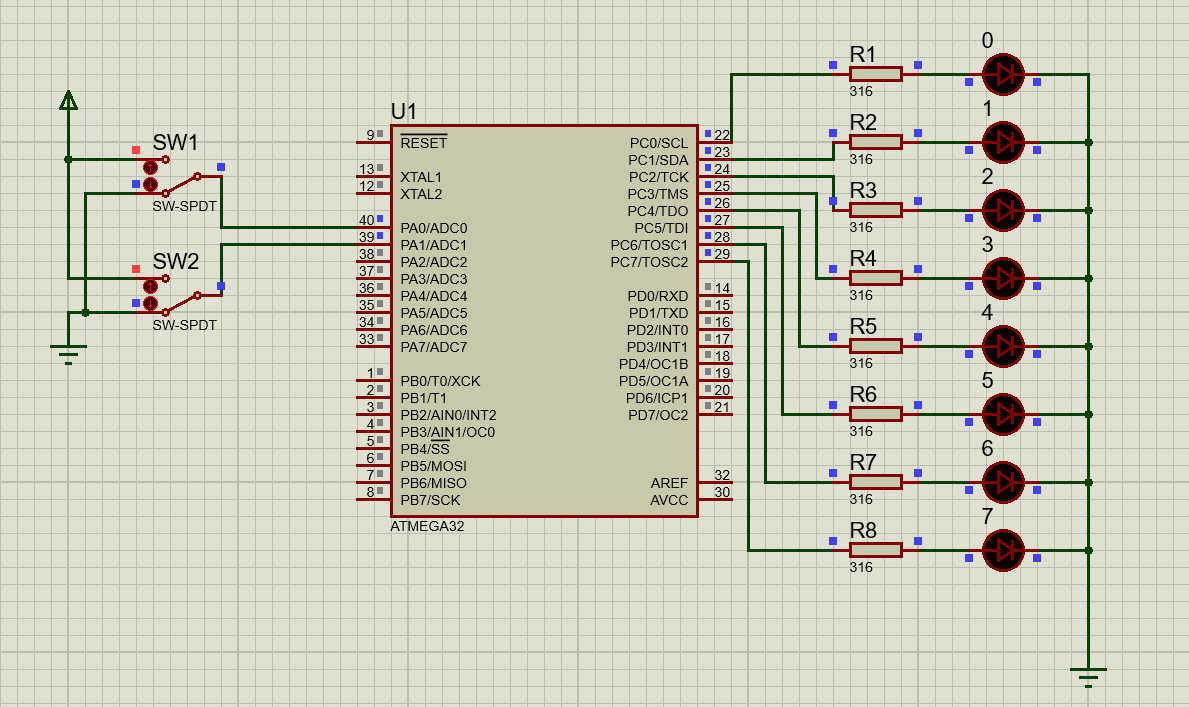 SW1
SW-SPDT
SW2
SW-SPDT
U1
9 RESET
13 XTAL1
12 XTAL2
40 PA0/ADC0
39 PA1/ADC1
38 PA2/ADC2
37 PA3/ADC3
36 PA4/ADC4
35 PA5/ADC5
34 PA6/ADC6
33 PA7/ADC7
1 PB0/T0/XCK
2 PB1/T1
3 PB2/AIN0/INT2
4 PB3/AIN1/OC0
5 PB4/SS
6 PB5/MOSI
7 PB6/MISO
8 PB7/SCK
PC0/SCL 22
PC1/SDA 23
PC2/TCK 24
PC3/TMS 25
PC4/TDO 26
PC5/TDI 27
PC6/TOSC1 28
PC7/TOSC2 29
PD0/RXD 14
PD1/TXD 15
PD2/INT0 16
PD3/INT1 17
PD4/OC1B 18
PD5/OC1A 19
PD6/ICP1 20
PD7/OC2 21
AREF 32
AVCC 30
ATMEGA32
R1
316
0
R2
316
1
R3
316
2
R4
316
3
R5
316
4
R6
316
5
R7
316
6
R8
316
7